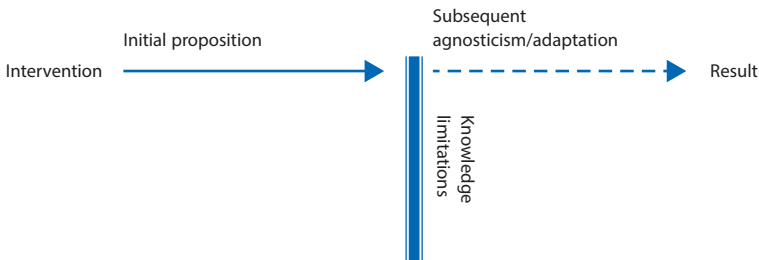 Subsequent
Initial proposition
agnosticism/adaptation
Intervention
Result
Knowledge
limitations